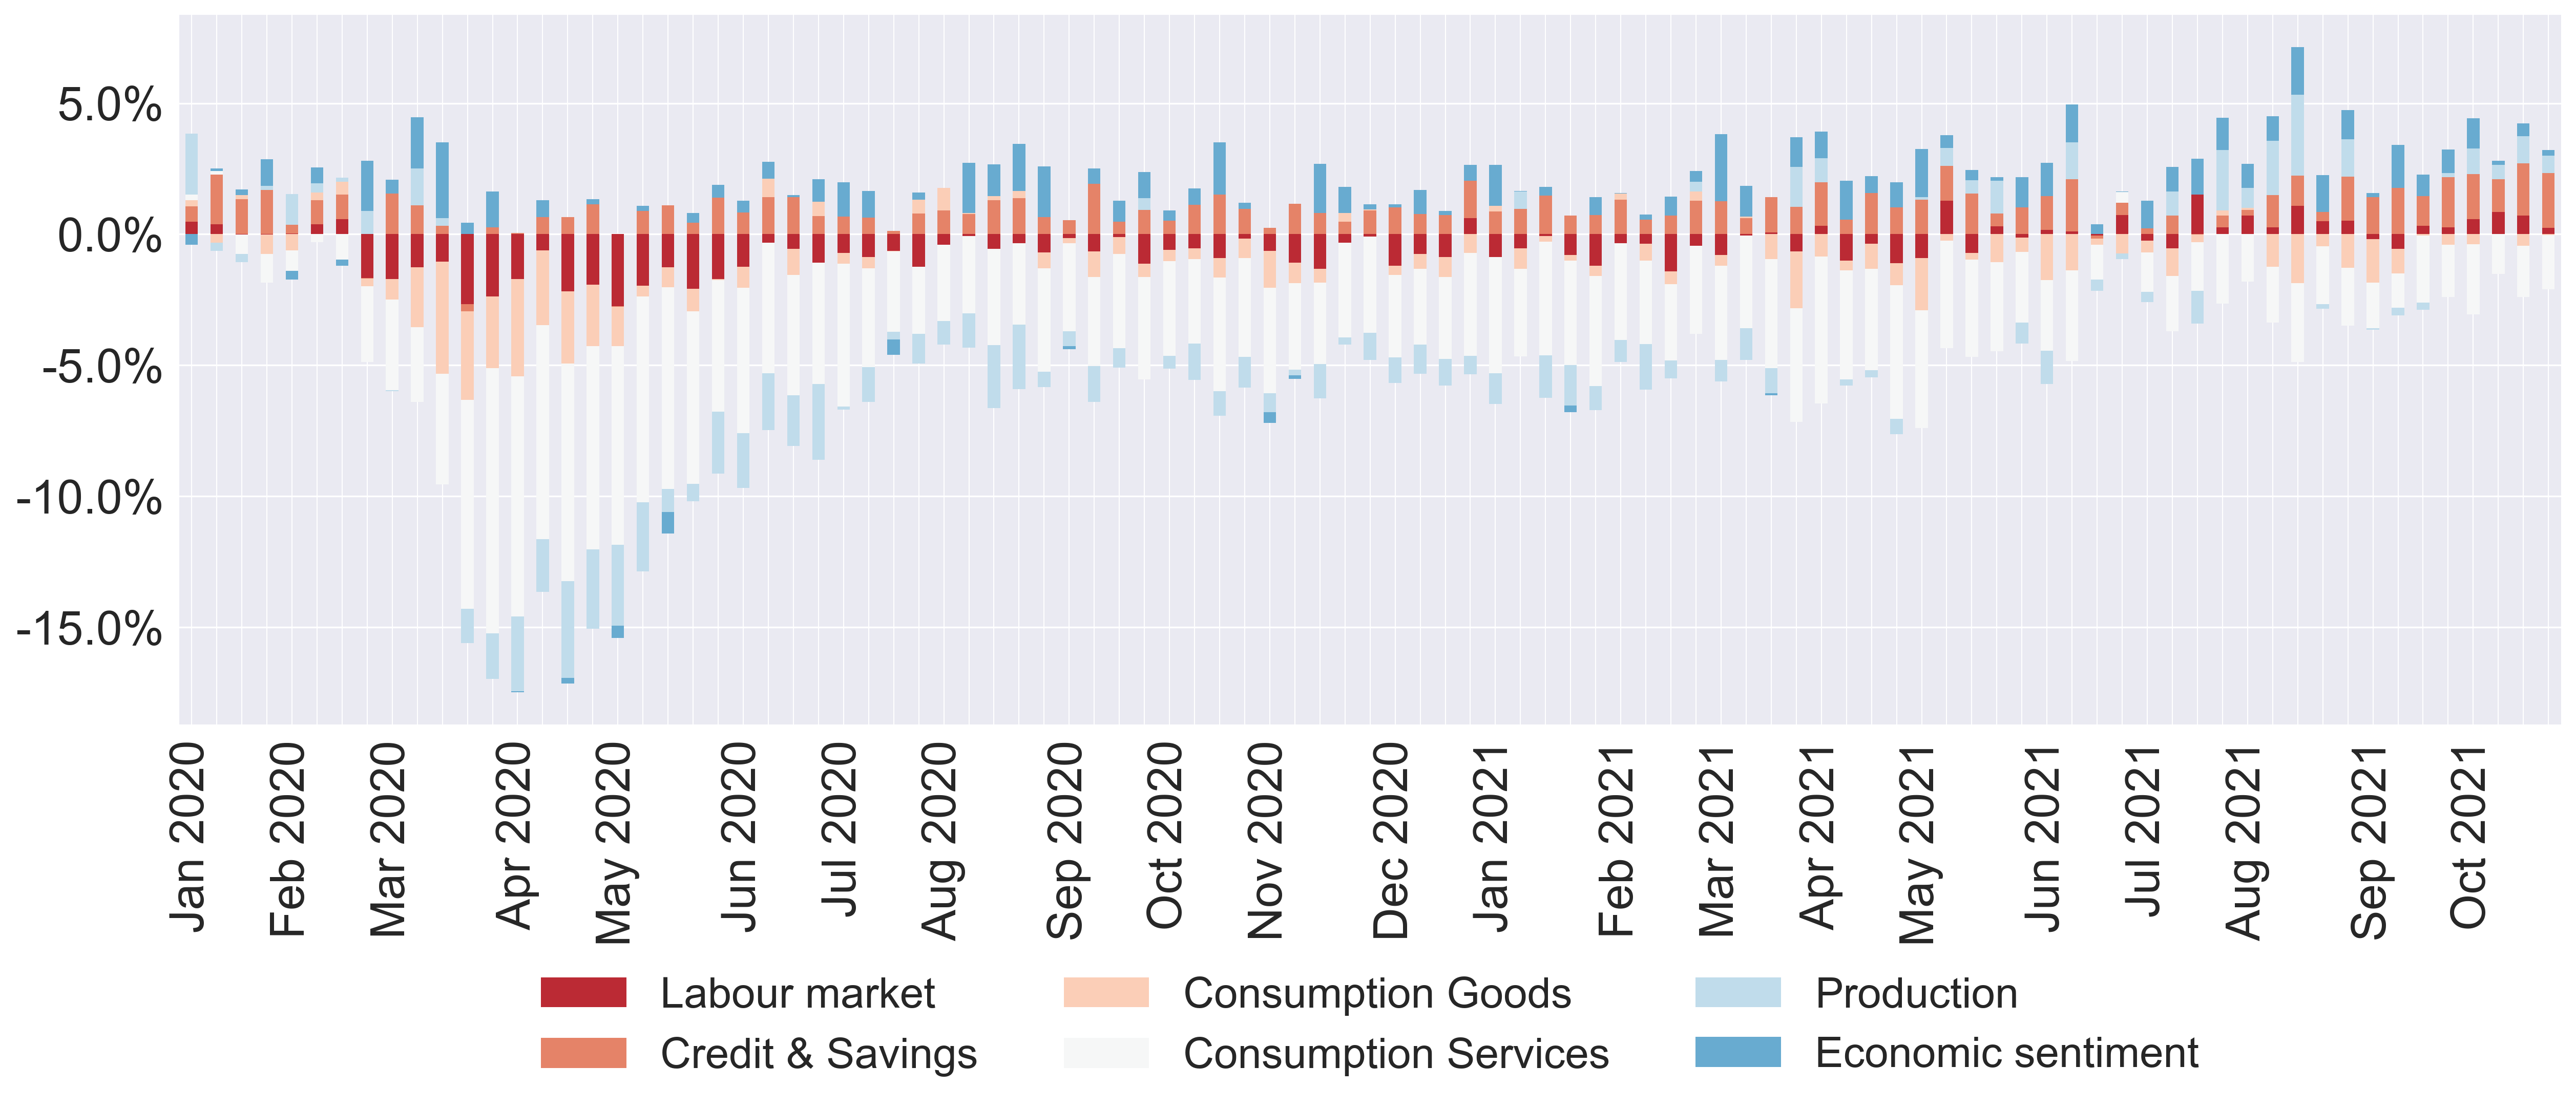 5.0%
0.0%
-5.0%
-10.0%
-15.0%
Jan 2020
Feb 2020
Mar 2020
Apr 2020
May 2020
Jun 2020
Jul 2020
Aug 2020
Sep 2020
Oct 2020
Nov 2020
Dec 2020
Jan 2021
Feb 2021
Mar 2021
Apr 2021
May 2021
Jun 2021
Jul 2021
Aug 2021
Sep 2021
Oct 2021
Labour market
Consumption Goods
Production
Credit & Savings
Consumption Services
Economic sentiment